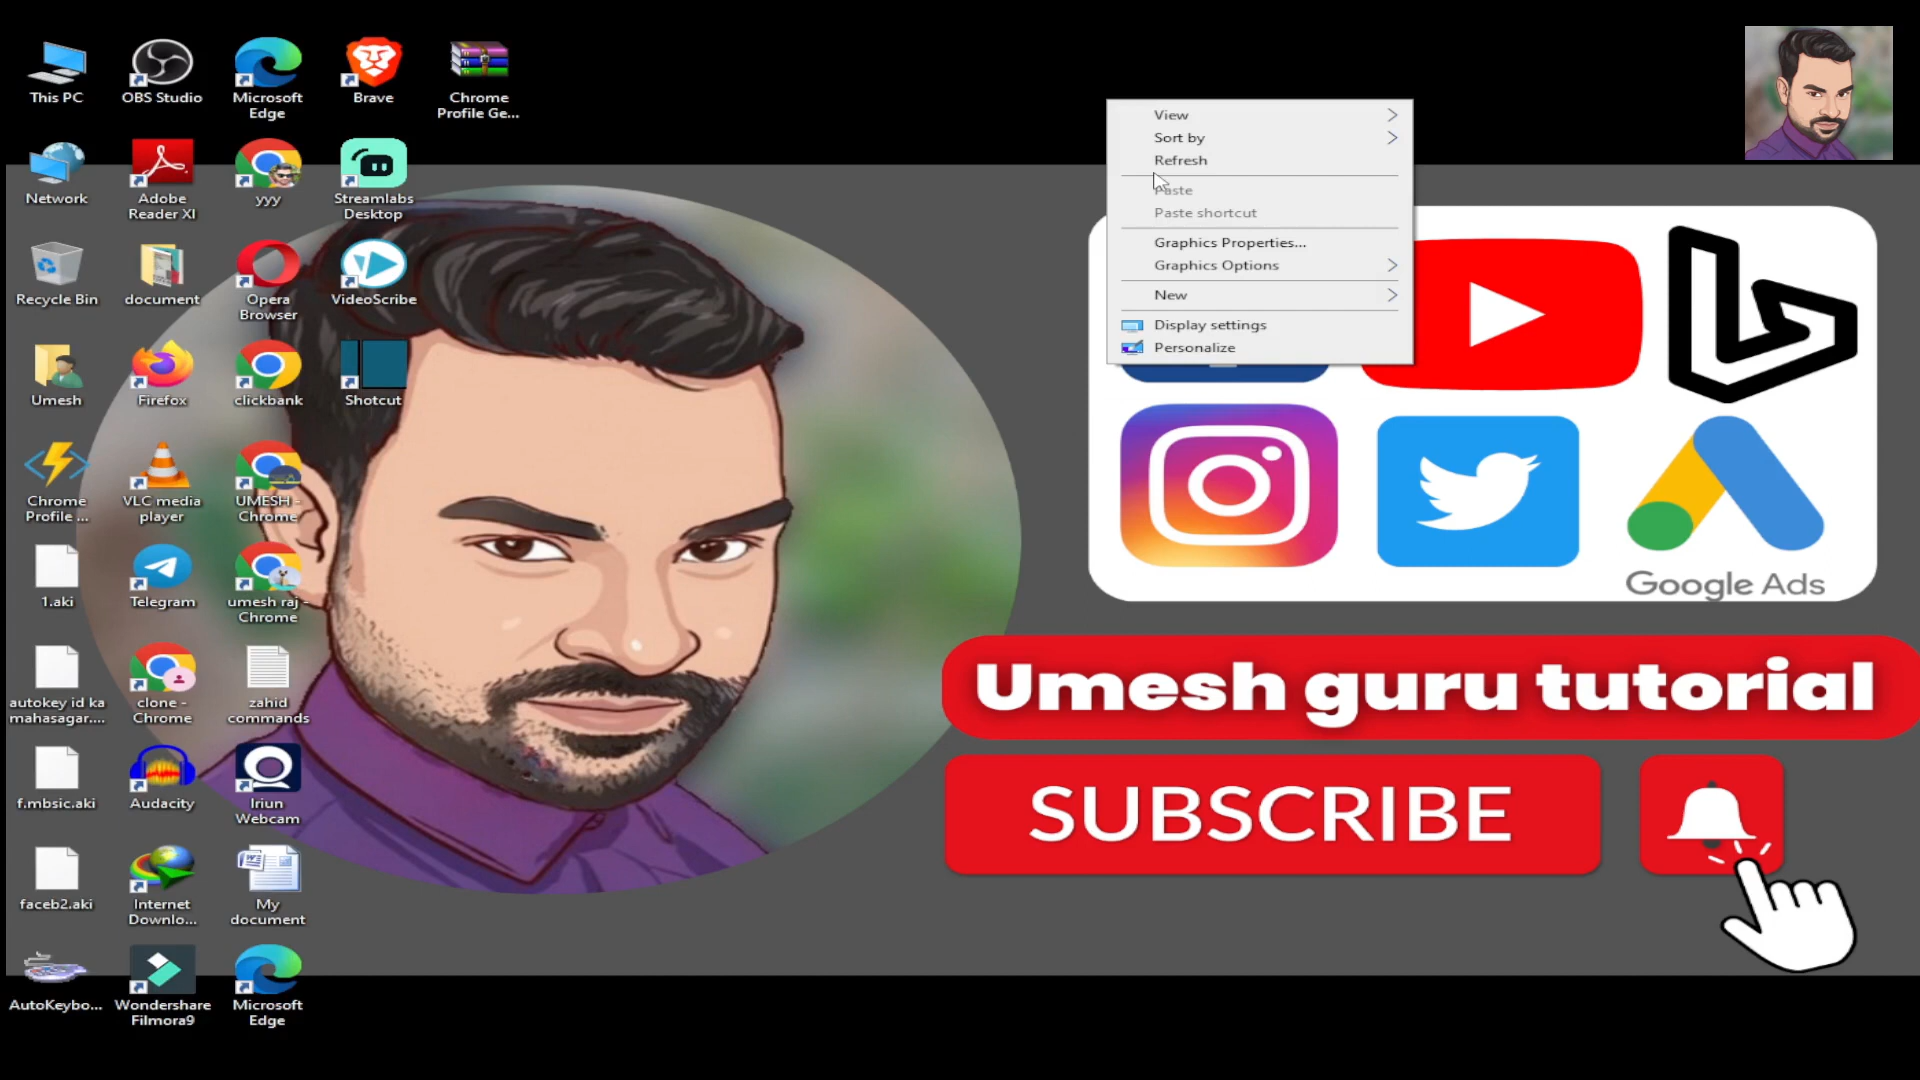 This PC
OBS Studio
Microsoft
Edge
Brave
Chrome
Profile Ge...
Network
Adobe
Reader XI
yyy
Streamlabs
Desktop
Recycle Bin
document
Opera
Browser
VideoScribe
Umesh
Firefox
clickbank
Shotcut
Chrome
Profile ...
VLC media
player
UMESH -
Chrome
1.aki
Telegram
umesh raj -
Chrome
autokey id ka
mahasagar....
clone -
Chrome
zahid
commands
f.mbsic.aki
Audacity
Iriun
Webcam
faceb2.aki
Internet
Downlo...
My
document
AutoKeybo...
Wondershare
Filmora9
Microsoft
Edge
View
Sort by
Refresh
Paste
Paste shortcut
Graphics Properties...
Graphics Options
New
Display settings
Personalize
Google Ads
Umesh guru tutorial
SUBSCRIBE